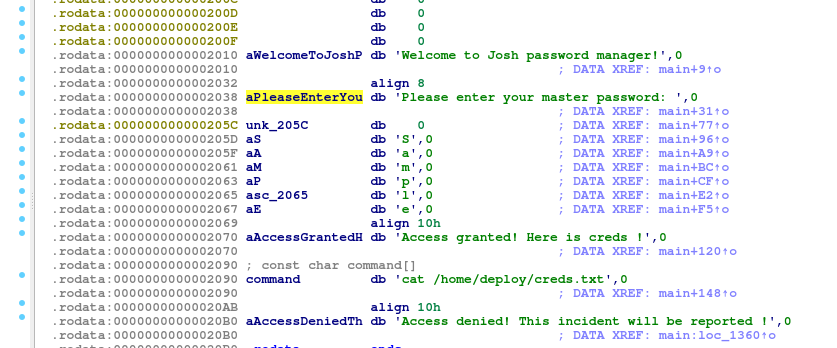 .rodata:000000000000200D db 0
.rodata:000000000000200E db 0
.rodata:000000000000200F db 0
.rodata:0000000000002010 aWelcomeToJoshP db 'Welcome to Josh password manager!',0
.rodata:0000000000002010 ; DATA XREF: main+9↑o
.rodata:0000000000002032 align 8
.rodata:0000000000002038 aPleaseEnterYou db 'Please enter your master password: ',0
.rodata:0000000000002038 ; DATA XREF: main+31↑o
.rodata:000000000000205C unk_205C db 0 ; DATA XREF: main+77↑o
.rodata:000000000000205D aS db 'S',0 ; DATA XREF: main+96↑o
.rodata:000000000000205F aA db 'a',0 ; DATA XREF: main+A9↑o
.rodata:0000000000002061 aM db 'm',0 ; DATA XREF: main+BC↑o
.rodata:0000000000002063 aP db 'p',0 ; DATA XREF: main+CF↑o
.rodata:0000000000002065 asc_2065 db 'l',0 ; DATA XREF: main+E2↑o
.rodata:0000000000002067 aE db 'e',0 ; DATA XREF: main+F5↑o
.rodata:0000000000002069 align 10h
.rodata:0000000000002070 aAccessGrantedH db 'Access granted! Here is creds !',0
.rodata:0000000000002070 ; DATA XREF: main+120↑o
.rodata:0000000000002090 ; const char command[]
.rodata:0000000000002090 command db 'cat /home/deploy/creds.txt',0
.rodata:0000000000002090 ; DATA XREF: main+148↑o
.rodata:00000000000020AB align 10h
.rodata:00000000000020B0 aAccessDeniedTh db 'Access denied! This incident will be reported !',0
.rodata:00000000000020B0 ; DATA XREF: main:loc_1360↑o